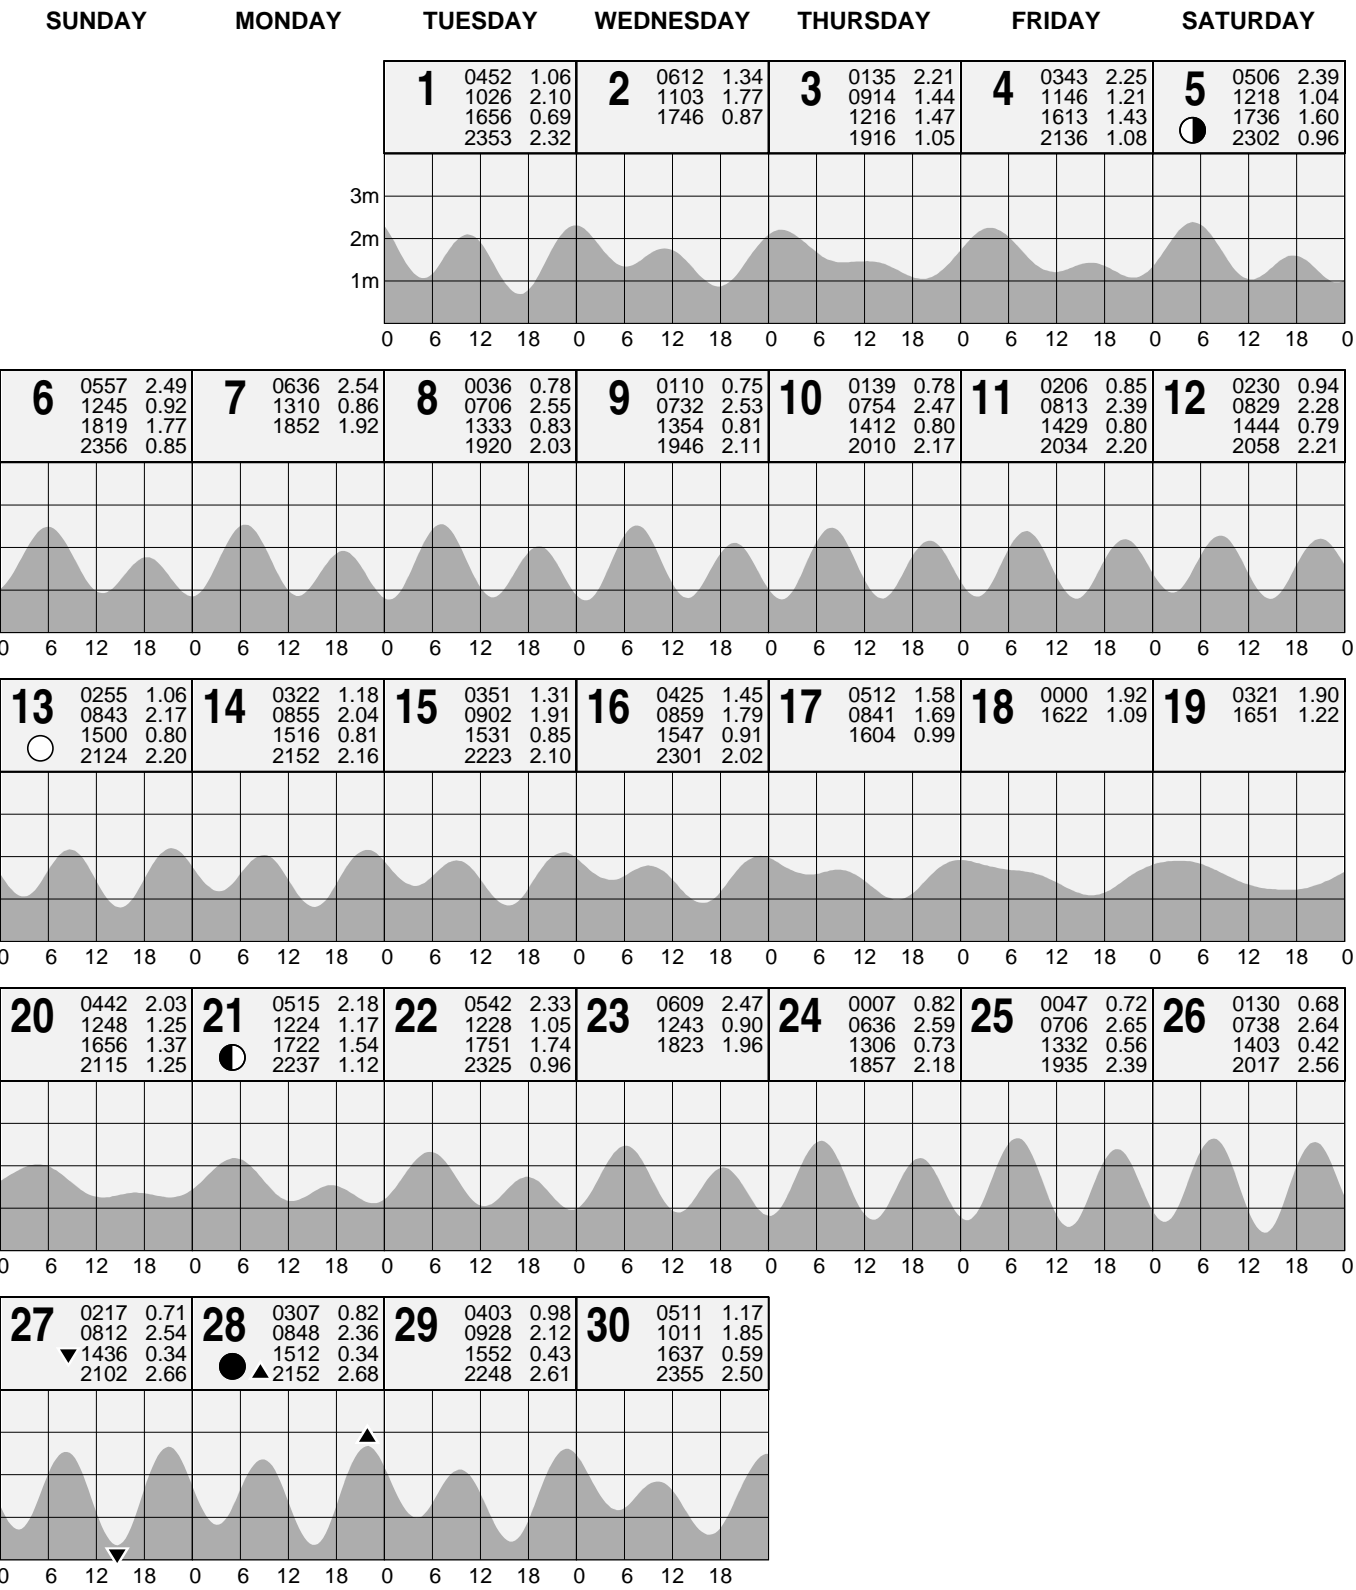 SUNDAY MONDAY TUESDAY WEDNESDAY THURSDAY FRIDAY SATURDAY
1 0452 1.06 2 0612 1.34 3 0135 2.21 4 0343 2.25 5 0506 2.39
1026 2.10 1103 1.77 0914 1.44 1146 1.21 1218 1.04
1656 0.69 1746 0.87 1216 1.47 1613 1.43 1736 1.60
2353 2.32 1916 1.05 2136 1.08 2302 0.96
3m
2m
1m
0 6 12 18 0 6 12 18 0 6 12 18 0 6 12 18 0 6 12 18 0
6 0557 2.49 7 0636 2.54 8 0036 0.78 9 0110 0.75 10 0139 0.78 11 0206 0.85 12 0230 0.94
1245 0.92 1310 0.86 0706 2.55 0732 2.53 0754 2.47 0813 2.39 0829 2.28
1819 1.77 1852 1.92 1333 0.83 1354 0.81 1412 0.80 1429 0.80 1444 0.79
2356 0.85 1920 2.03 1946 2.11 2010 2.17 2034 2.20 2058 2.21
0 6 12 18 0 6 12 18 0 6 12 18 0 6 12 18 0 6 12 18 0 6 12 18 0 6 12 18 0
13 0255 1.06 14 0322 1.18 15 0351 1.31 16 0425 1.45 17 0512 1.58 18 0000 1.92 19 0321 1.90
0843 2.17 0855 2.04 0902 1.91 0859 1.79 0841 1.69 1622 1.09 1651 1.22
1500 0.80 1516 0.81 1531 0.85 1547 0.91 1604 0.99
2124 2.20 2152 2.16 2223 2.10 2301 2.02
0 6 12 18 0 6 12 18 0 6 12 18 0 6 12 18 0 6 12 18 0 6 12 18 0 6 12 18 0
20 0442 2.03 21 0515 2.18 22 0542 2.33 23 0609 2.47 24 0007 0.82 25 0047 0.72 26 0130 0.68
1248 1.25 1224 1.17 1228 1.05 1243 0.90 0636 2.59 0706 2.65 0738 2.64
1656 1.37 1722 1.54 1751 1.74 1823 1.96 1306 0.73 1332 0.56 1403 0.42
2115 1.25 2237 1.12 2325 0.96 1857 2.18 1935 2.39 2017 2.56
0 6 12 18 0 6 12 18 0 6 12 18 0 6 12 18 0 6 12 18 0 6 12 18 0 6 12 18 0
27 0217 0.71 28 0307 0.82 29 0403 0.98 30 0511 1.17
0812 2.54 0848 2.36 0928 2.12 1011 1.85
1436 0.34 1512 0.34 1552 0.43 1637 0.59
2102 2.66 2152 2.68 2248 2.61 2355 2.50
0 6 12 18 0 6 12 18 0 6 12 18 0 6 12 18